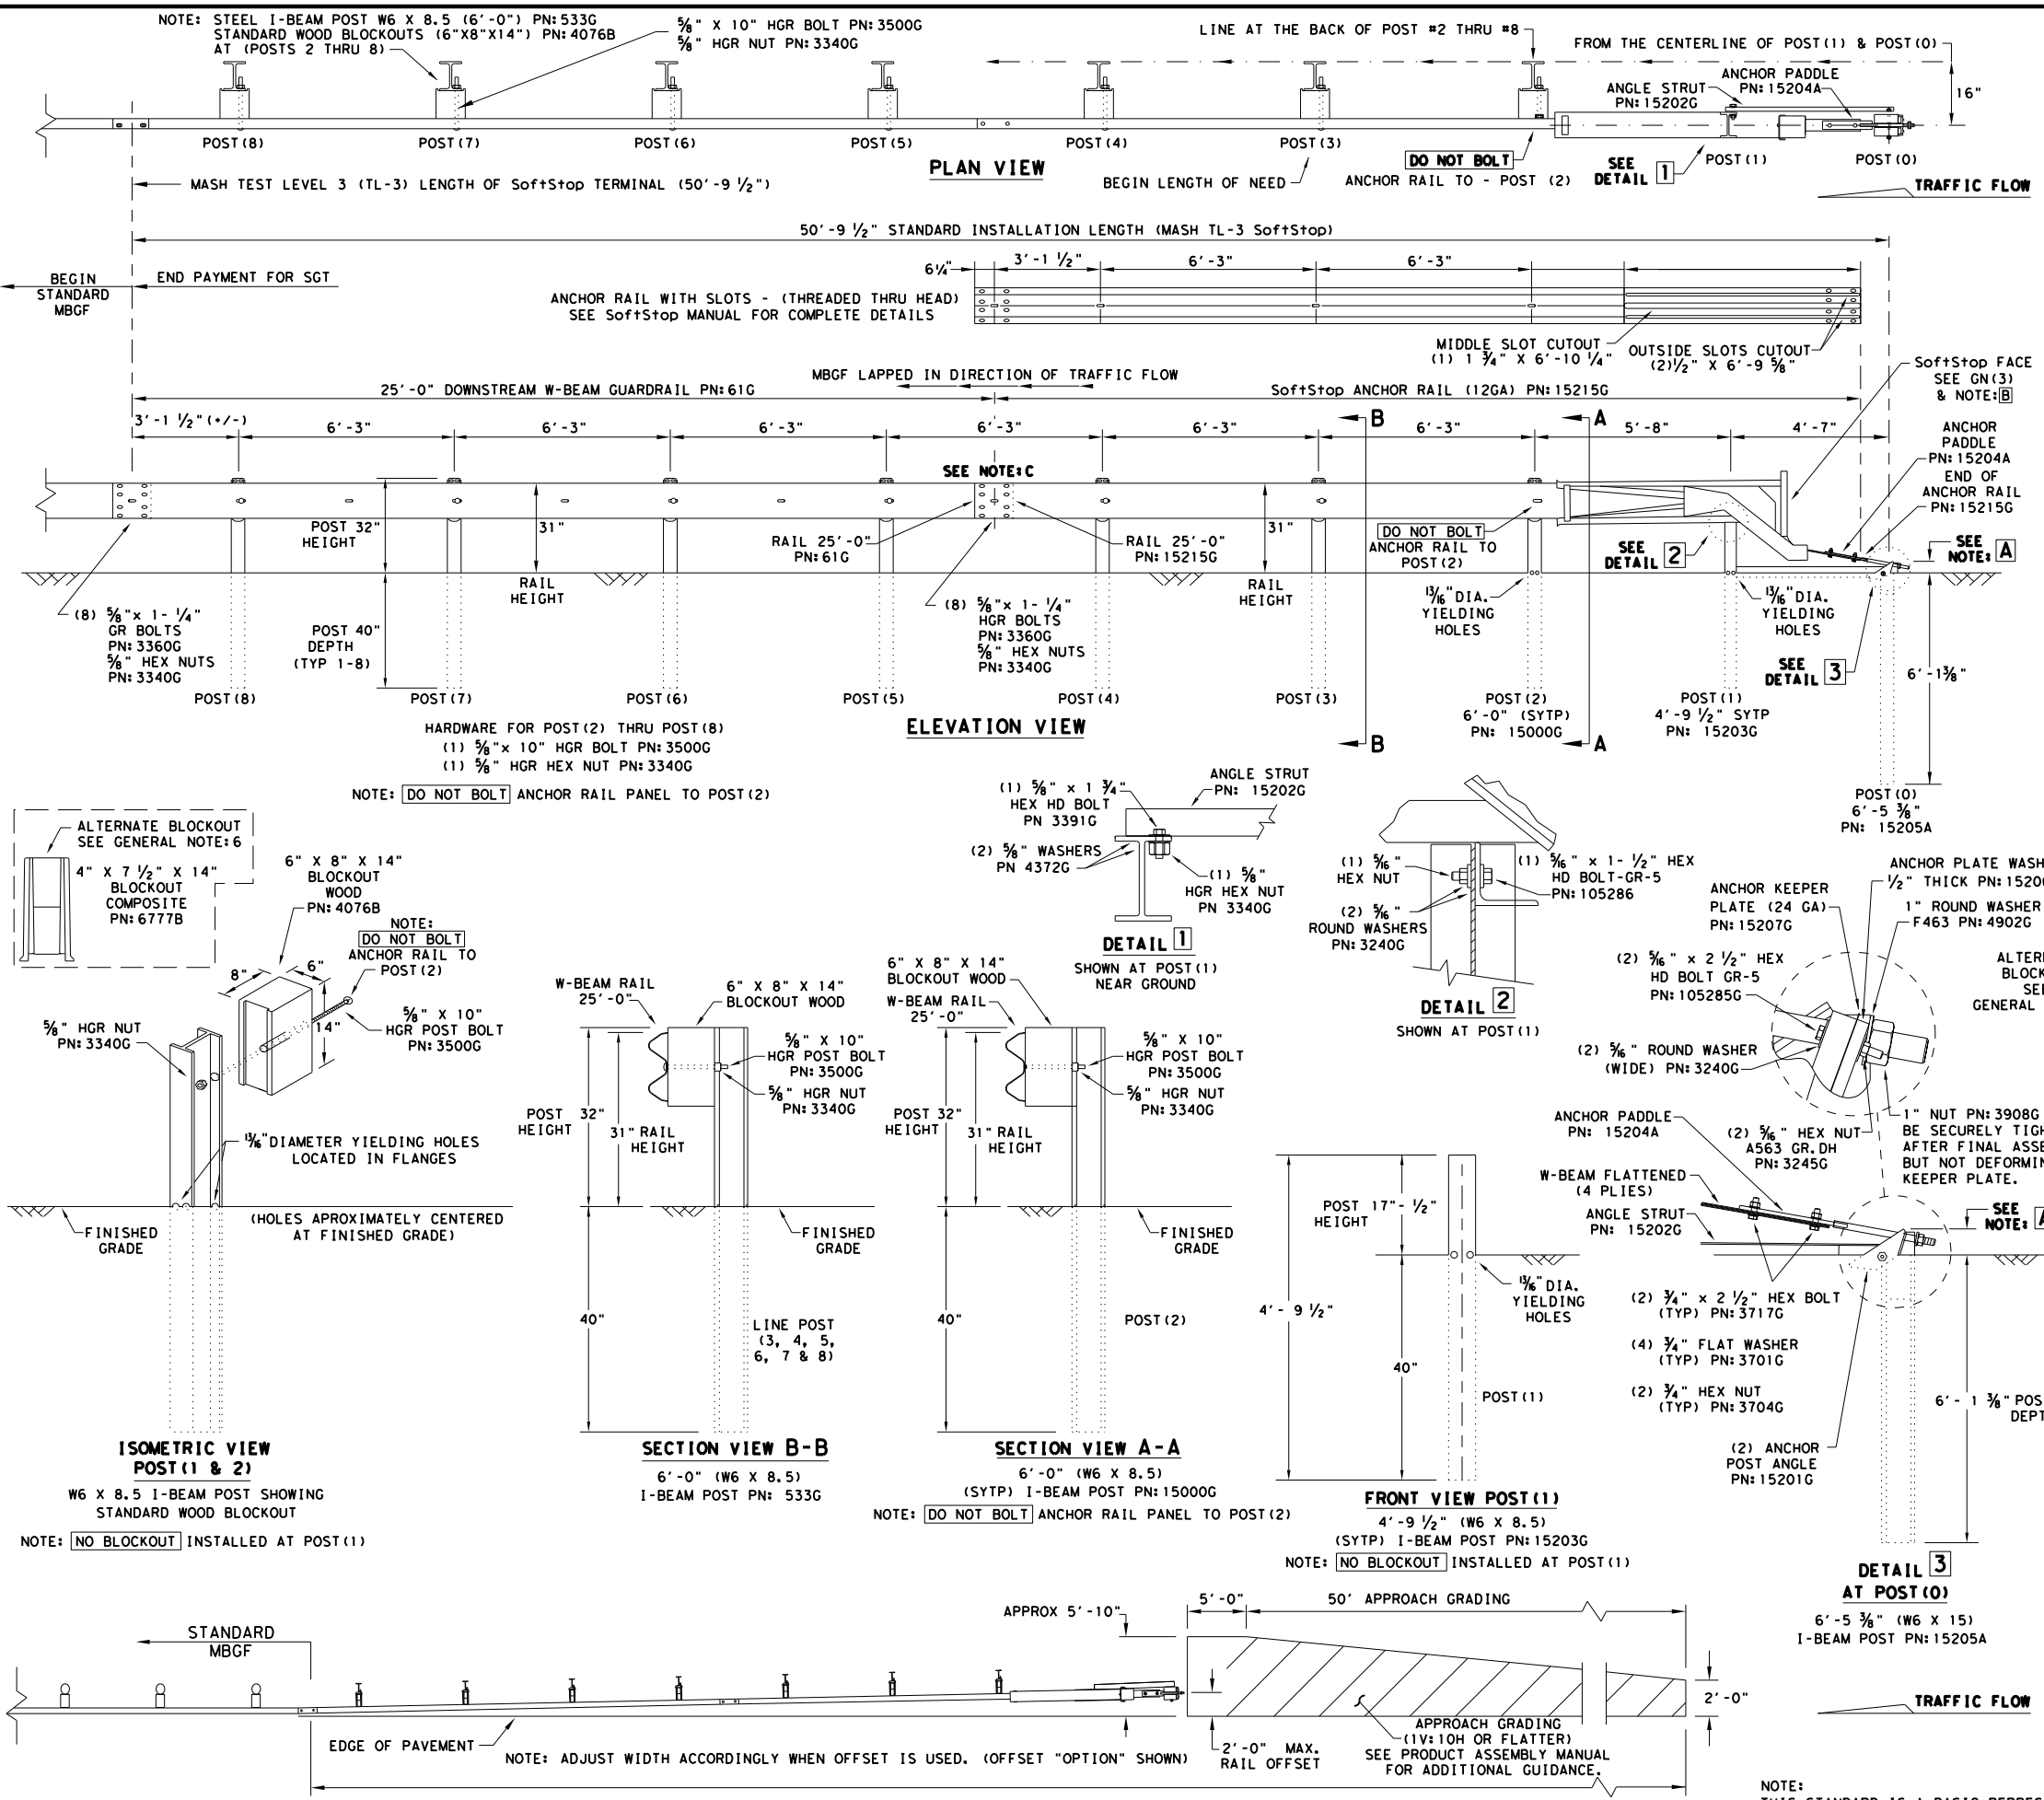 NOTE: STEEL I-BEAM POST W6 X 8.5 (6'-0") PN:533G
STANDARD WOOD BLOCKOUTS (6"X8"X14") PN:4076B
AT (POSTS 2 THRU 8)
5/8" X 10" HGR BOLT PN:3500G
5/8" HGR NUT PN:3340G
LINE AT THE BACK OF POST #2 THRU #8
FROM THE CENTERLINE OF POST(1) & POST(0)
ANGLE STRUT
PN:15202G
ANCHOR PADDLE
PN:15204A
16"
POST(8)
POST(7)
POST(6)
POST(5)
POST(4)
POST(3)
POST(1)
POST(0)
PLAN VIEW
DO NOT BOLT
ANCHOR RAIL TO - POST (2)
SEE
DETAIL 1
BEGIN LENGTH OF NEED
MASH TEST LEVEL 3 (TL-3) LENGTH OF SoftStop TERMINAL (50'-9 1/2")
TRAFFIC FLOW
50'-9 1/2" STANDARD INSTALLATION LENGTH (MASH TL-3 SoftStop)
BEGIN
STANDARD
MBGF
END PAYMENT FOR SGT
6 1/4"
3'-1 1/2"
6'-3"
6'-3"
ANCHOR RAIL WITH SLOTS - (THREADED THRU HEAD)
SEE SoftStop MANUAL FOR COMPLETE DETAILS
MIDDLE SLOT CUTOUT
(1) 1 3/4" X 6'-10 1/4"
OUTSIDE SLOTS CUTOUT
(2)1/2" X 6'-9 5/8"
SoftStop FACE
SEE GN(3)
& NOTE:B
MBGF LAPPED IN DIRECTION OF TRAFFIC FLOW
25'-0" DOWNSTREAM W-BEAM GUARDRAIL PN:61G
SoftStop ANCHOR RAIL (12GA) PN:15215G
3'-1 1/2"(+/-)
6'-3"
6'-3"
6'-3"
6'-3"
6'-3"
6'-3"
5'-8"
4'-7"
B
A
ANCHOR
PADDLE
PN:15204A
END OF
ANCHOR RAIL
PN:15215G
SEE NOTE:C
POST 32"
HEIGHT
31"
RAIL
HEIGHT
RAIL 25'-0"
PN:61G
RAIL 25'-0"
PN:15215G
31"
RAIL
HEIGHT
DO NOT BOLT
ANCHOR RAIL TO
POST(2)
SEE
DETAIL 2
SEE
NOTE: A
(8) 5/8"x 1- 1/4"
GR BOLTS
PN:3360G
5/8" HEX NUTS
PN:3340G
POST 40"
DEPTH
(TYP 1-8)
(8) 5/8"x 1- 1/4"
HGR BOLTS
PN:3360G
5/8" HEX NUTS
PN:3340G
13/16" DIA.
YIELDING
HOLES
13/16" DIA.
YIELDING
HOLES
SEE
DETAIL 3
6'-1 3/8"
POST(8)
POST(7)
POST(6)
POST(5)
POST(4)
POST(3)
POST(2)
6'-0" (SYTP)
PN: 15000G
POST(1)
4'-9 1/2" SYTP
PN: 15203G
ELEVATION VIEW
B
A
HARDWARE FOR POST(2) THRU POST(8)
(1) 5/8"x 10" HGR BOLT PN:3500G
(1) 5/8" HGR HEX NUT PN:3340G
NOTE: DO NOT BOLT ANCHOR RAIL PANEL TO POST(2)
POST(0)
6'-5 3/8"
PN: 15205A
ALTERNATE BLOCKOUT
SEE GENERAL NOTE:6
4" X 7 1/2" X 14"
BLOCKOUT
COMPOSITE
PN:6777B
6" X 8" X 14"
BLOCKOUT
WOOD
PN:4076B
NOTE:
DO NOT BOLT
ANCHOR RAIL TO
POST(2)
8"
6"
14"
5/8" X 10"
HGR POST BOLT
PN:3500G
5/8" HGR NUT
PN:3340G
13/16"DIAMETER YIELDING HOLES
LOCATED IN FLANGES
FINISHED
GRADE
(HOLES APROXIMATELY CENTERED
AT FINISHED GRADE)
ISOMETRIC VIEW
POST(1 & 2)
W6 X 8.5 I-BEAM POST SHOWING
STANDARD WOOD BLOCKOUT
NOTE: NO BLOCKOUT INSTALLED AT POST(1)
(1) 5/8" x 1 3/4"
HEX HD BOLT
PN 3391G
ANGLE STRUT
PN: 15202G
(2) 5/8" WASHERS
PN 4372G
(1) 5/8"
HGR HEX NUT
PN 3340G
DETAIL 1
SHOWN AT POST(1)
NEAR GROUND
(1) 5/16"
HEX NUT
(1) 5/16" x 1- 1/2" HEX
HD BOLT-GR-5
PN:105286
(2) 5/16"
ROUND WASHERS
PN:3240G
DETAIL 2
SHOWN AT POST(1)
ANCHOR PLATE WASH
1/2" THICK PN:1520
ANCHOR KEEPER
PLATE (24 GA)
PN:15207G
1" ROUND WASHER
F463 PN:4902G
(2) 5/16" x 2 1/2" HEX
HD BOLT GR-5
PN:105285G
ALTER
BLOCK
SE
GENERAL
(2) 5/16" ROUND WASHER
(WIDE) PN:3240G
ANCHOR PADDLE
PN: 15204A
(2) 5/16" HEX NUT
A563 GR.DH
PN:3245G
1" NUT PN:3908G
BE SECURELY TIGH
AFTER FINAL ASSE
BUT NOT DEFORMIN
KEEPER PLATE.
W-BEAM FLATTENED
(4 PLIES)
ANGLE STRUT
PN: 15202G
SEE
NOTE: A
(2) 3/4" x 2 1/2" HEX BOLT
(TYP) PN:3717G
(4) 3/4" FLAT WASHER
(TYP) PN:3701G
(2) 3/4" HEX NUT
(TYP) PN:3704G
(2) ANCHOR
POST ANGLE
PN:15201G
6'- 1 3/8" POS
DEPT
DETAIL 3
AT POST(0)
6'-5 3/8" (W6 X 15)
I-BEAM POST PN:15205A
W-BEAM RAIL
25'-0"
6" X 8" X 14"
BLOCKOUT WOOD
5/8" X 10"
HGR POST BOLT
PN:3500G
5/8" HGR NUT
PN:3340G
POST 32"
HEIGHT
31" RAIL
HEIGHT
FINISHED
GRADE
40"
LINE POST
(3, 4, 5,
6, 7 & 8)
SECTION VIEW B-B
6'-0" (W6 X 8.5)
I-BEAM POST PN: 533G
6" X 8" X 14"
BLOCKOUT WOOD
W-BEAM RAIL
25'-0"
5/8" X 10"
HGR POST BOLT
PN:3500G
5/8" HGR NUT
PN:3340G
POST 32"
HEIGHT
31" RAIL
HEIGHT
FINISHED
GRADE
40"
POST(2)
SECTION VIEW A-A
6'-0" (W6 X 8.5)
(SYTP) I-BEAM POST PN:15000G
NOTE: DO NOT BOLT ANCHOR RAIL PANEL TO POST(2)
POST 17"- 1/2"
HEIGHT
4'- 9 1/2"
13/16" DIA.
YIELDING
HOLES
40"
POST(1)
FRONT VIEW POST(1)
4'-9 1/2" (W6 X 8.5)
(SYTP) I-BEAM POST PN:15203G
NOTE: NO BLOCKOUT INSTALLED AT POST(1)
STANDARD
MBGF
APPROX 5'-10"
5'-0"
50' APPROACH GRADING
2'-0"
TRAFFIC FLOW
EDGE OF PAVEMENT
NOTE: ADJUST WIDTH ACCORDINGLY WHEN OFFSET IS USED. (OFFSET "OPTION" SHOWN)
2'-0" MAX.
RAIL OFFSET
APPROACH GRADING
(1V:10H OR FLATTER)
SEE PRODUCT ASSEMBLY MANUAL
FOR ADDITIONAL GUIDANCE.
NOTE: